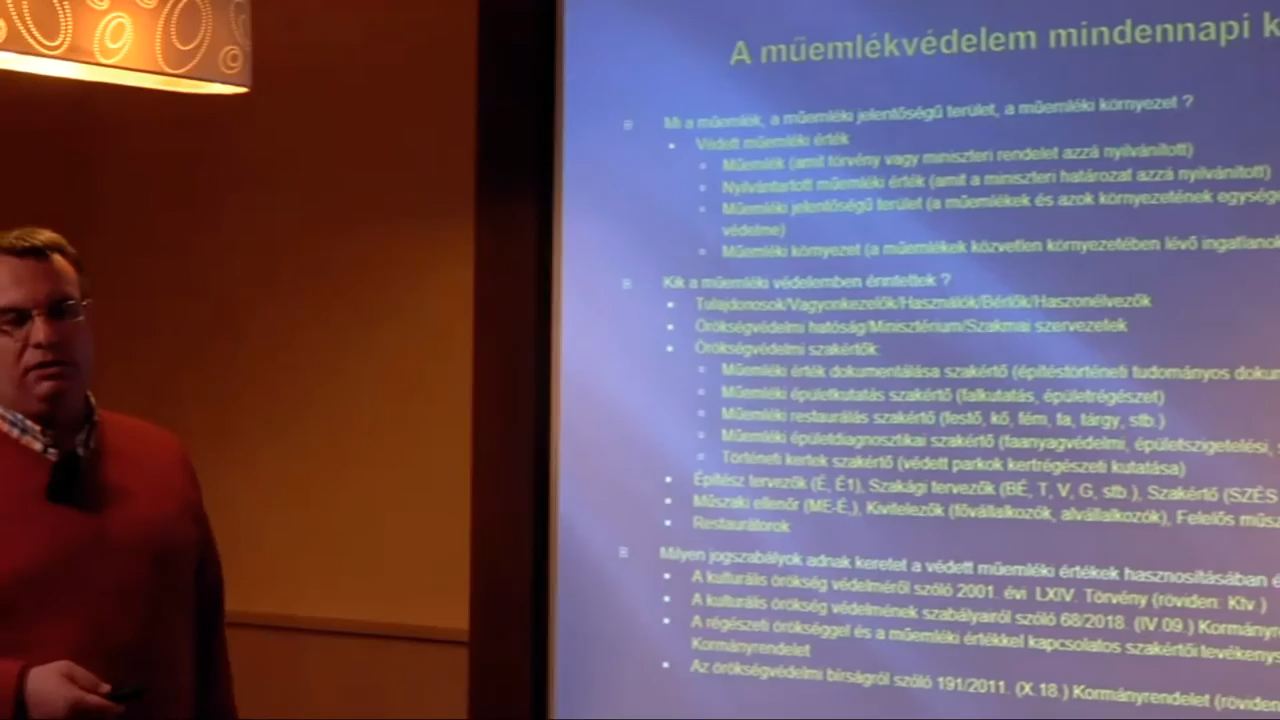 A műemlékvédelem mindennapi k
Mi a műemlék, a műemléki jelentőségű terület, a műemléki környezet ?
Védett műemléki érték
Műemlék (amit törvény vagy miniszteri rendelet azzá nyilvánított)
Nyilvántartott műemléki érték (amit a miniszteri határozat azzá nyilvánított)
Műemléki jelentőségű terület (a műemlékek és azok környezetének egység
védelme)
Műemléki környezet (a műemlékek közvetlen környezetében lévő ingatlanok
Kik a műemléki védelemben érintettek ?
Tulajdonosok/Vagyonkezelők/Használók/Bérlők/Haszonélvezők
Örökségvédelmi hatóság/Minisztérium/Szakmai szervezetek
Örökségvédelmi szakértők:
Műemléki érték dokumentálása szakértő (építéstörténeti tudományos dokum
Műemléki épületkutatás szakértő (falkutatás, épületrégészet)
Műemléki restaurálás szakértő (festő, kő, fém, fa, tárgy, stb.)
Műemléki épületdiagnosztikai szakértő (faanyagvédelmi, épületszigetelési,
Történeti kertek szakértő (védett parkok kertrégészeti kutatása)
Építész tervezők (É, É1), Szakági tervezők (BÉ, T, V, G, stb.), Szakértő (SZÉS
Műszaki ellenőr (ME-É.), Kivitelezők (fővállalkozók, alvállalkozók), Felelős műsz
Restaurátorok
Milyen jogszabályok adnak keretet a védett műemléki értékek hasznosításában é
A kulturális örökség védelméről szóló 2001. évi LXIV. Törvény (röviden: Ktv.)
A kulturális örökség védelmének szabályairól szóló 68/2018. (IV.09.) Kormányr
A régészeti örökséggel és a műemléki értékkel kapcsolatos szakértői tevékenys
Kormányrendelet
Az örökségvédelmi bírságról szóló 191/2011. (X.18.) Kormányrendelet (röviden